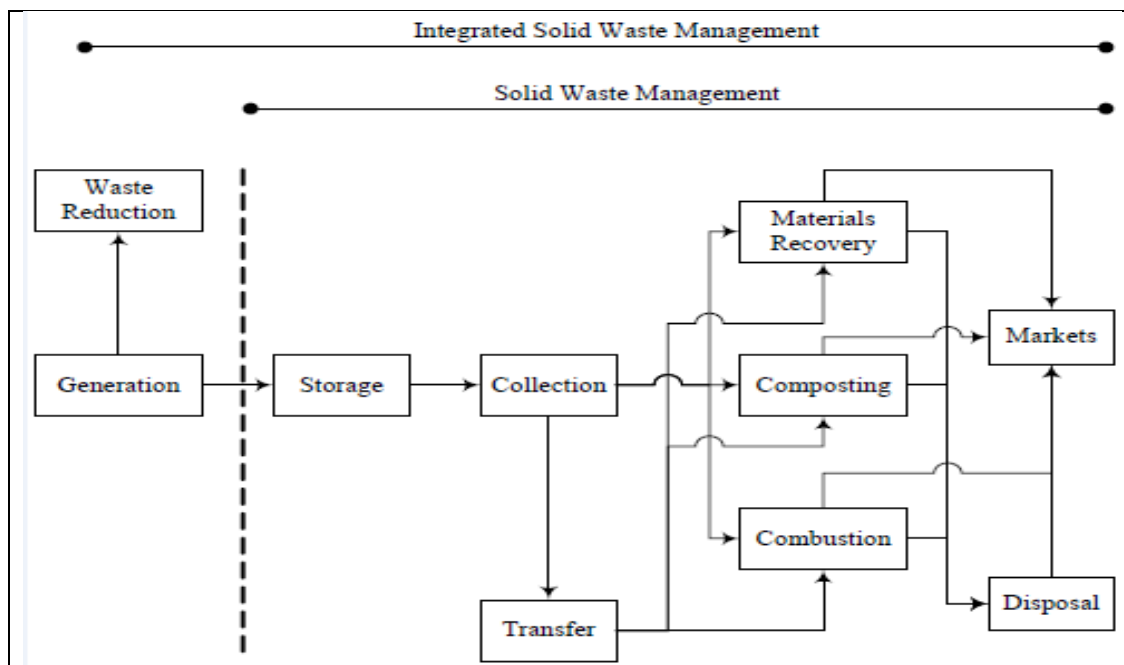 Integrated Solid Waste Management
Solid Waste Management
Waste
Reduction
Materials
Recovery
Markets
Generation
Storage
Collection
Composting
Combustion
Transfer
Disposal